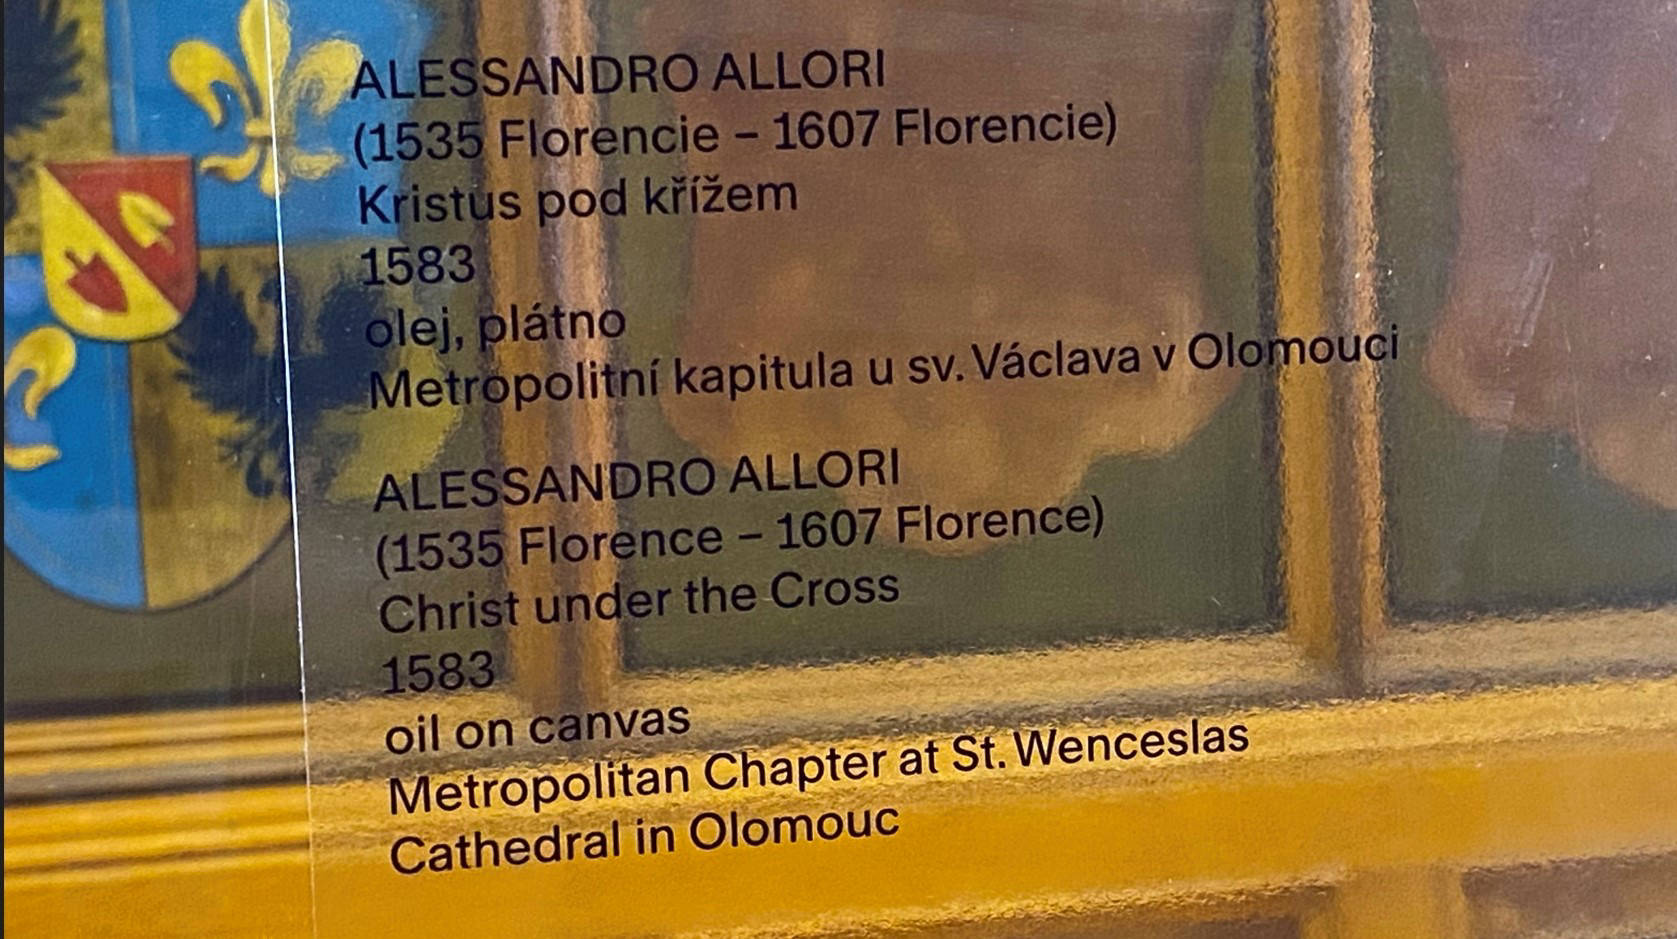 ALESSANDRO ALLORI
(1535 Florencie – 1607 Florencie)
Kristus pod křížem
1583
olej, plátno
Metropolitní kapitula u sv. Václava v Olomouci
ALESSANDRO ALLORI
(1535 Florence – 1607 Florence)
Christ under the Cross
1583
oil on canvas
Metropolitan Chapter at St. Wenceslas
Cathedral in Olomouc